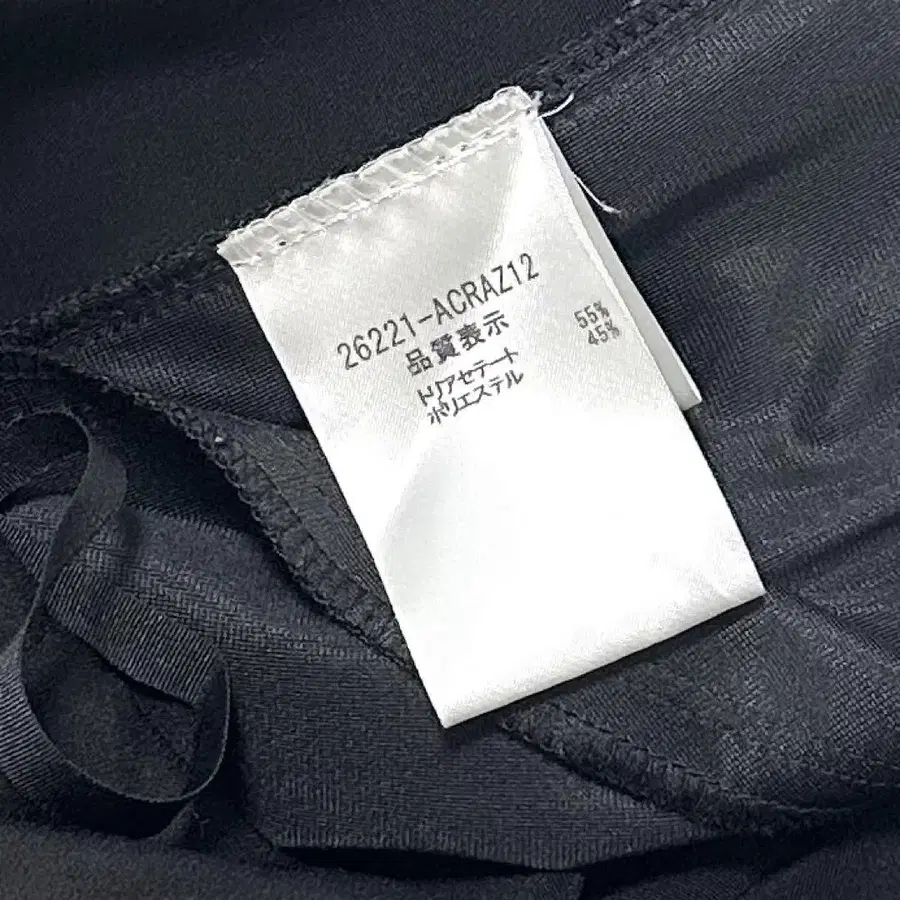 26221-ACRAZ12
品質表示
トリアセテート 55%
ポリエステル 45%